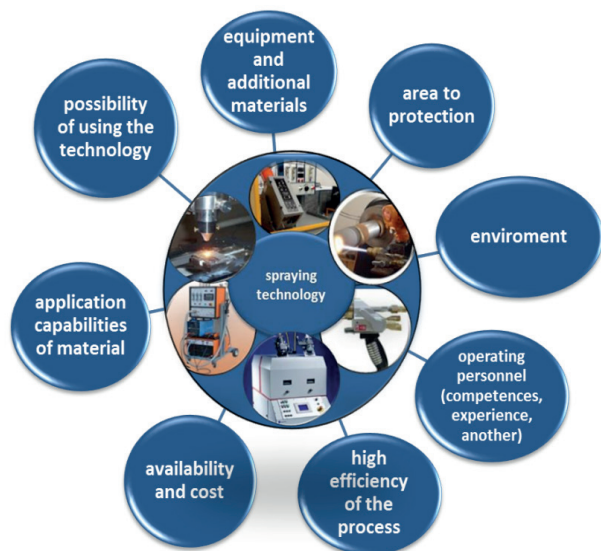 equipment
and
additional
materials
area to
protection
enviroment
operating
personnel
(competences,
experience,
another)
high
efficiency
of the
process
availability
and cost
application
capabilities
of material
possibility
of using the
technology
spraying
technology